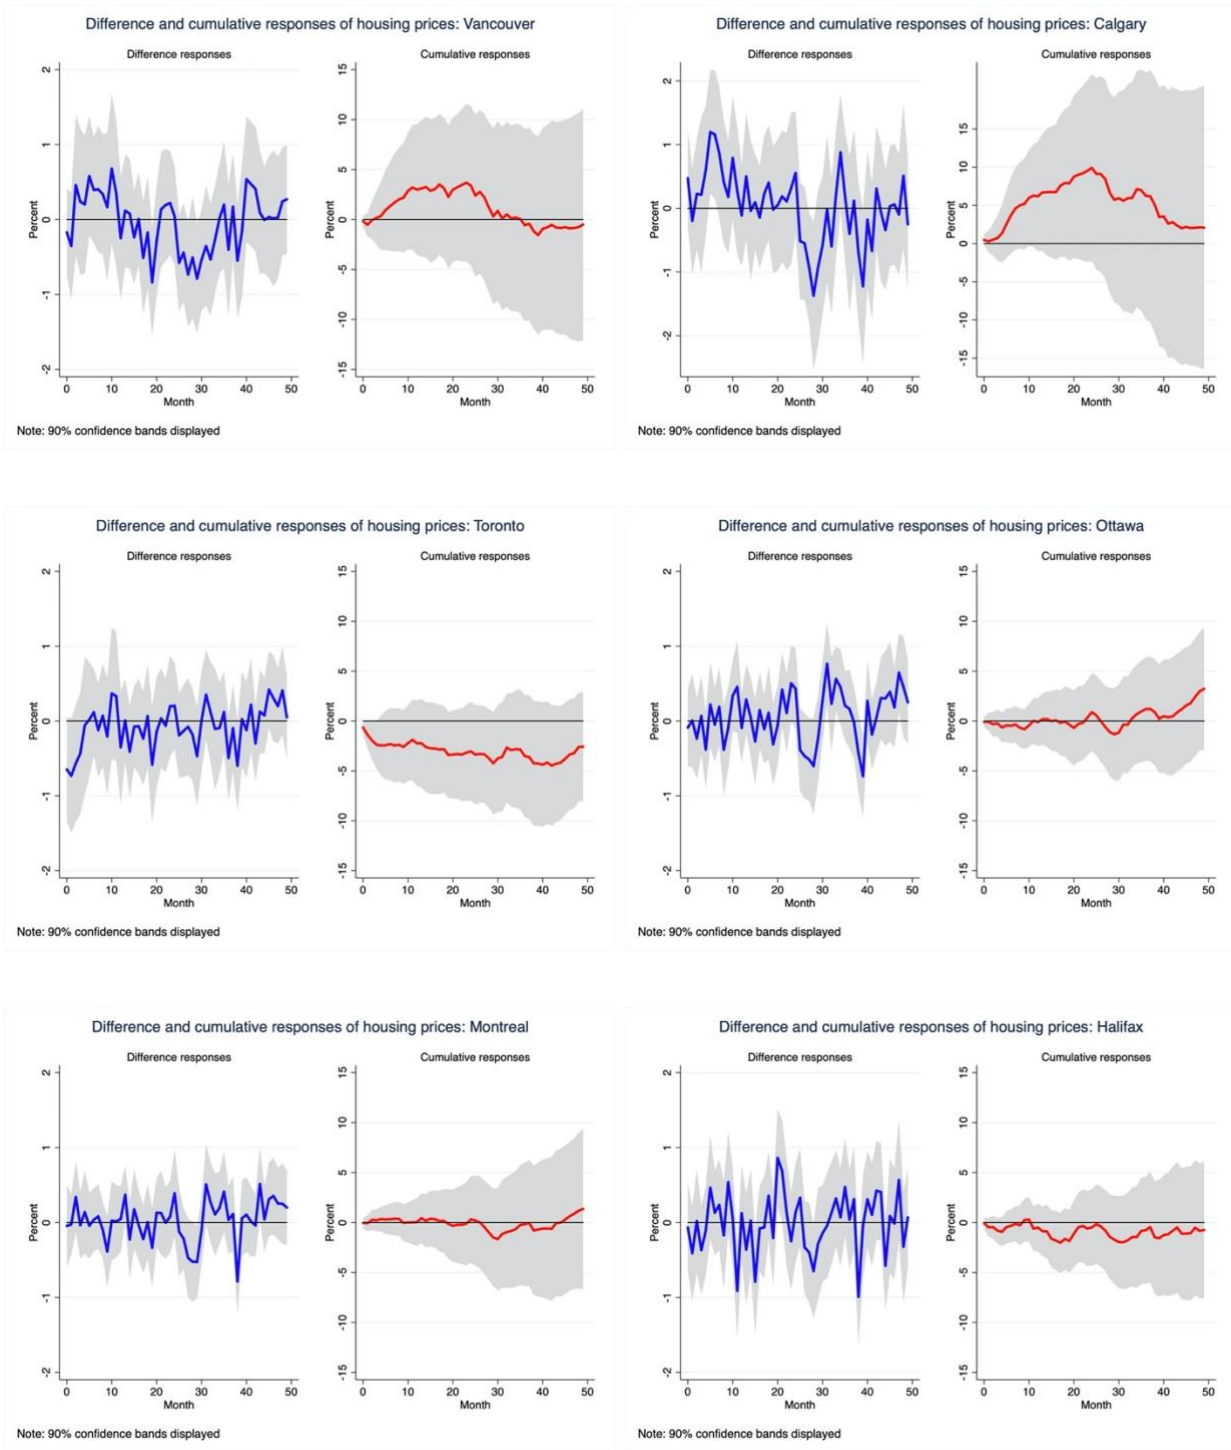 Difference and cumulative responses of housing prices: Vancouver
Difference responses
Cumulative responses
Percent
2
1
0
-1
-2
0 10 20 30 40 50
Month
Percent
15
10
5
0
-5
-10
-15
0 10 20 30 40 50
Month
Note: 90% confidence bands displayed
Difference and cumulative responses of housing prices: Calgary
Difference responses
Cumulative responses
Percent
2
1
0
-1
-2
0 10 20 30 40 50
Month
Percent
15
10
5
0
-5
-10
-15
0 10 20 30 40 50
Month
Note: 90% confidence bands displayed
Difference and cumulative responses of housing prices: Toronto
Difference responses
Cumulative responses
Percent
2
1
0
-1
-2
0 10 20 30 40 50
Month
Percent
15
10
5
0
-5
-10
-15
0 10 20 30 40 50
Month
Note: 90% confidence bands displayed
Difference and cumulative responses of housing prices: Ottawa
Difference responses
Cumulative responses
Percent
2
1
0
-1
-2
0 10 20 30 40 50
Month
Percent
15
10
5
0
-5
-10
-15
0 10 20 30 40 50
Month
Note: 90% confidence bands displayed
Difference and cumulative responses of housing prices: Montreal
Difference responses
Cumulative responses
Percent
2
1
0
-1
-2
0 10 20 30 40 50
Month
Percent
15
10
5
0
-5
-10
-15
0 10 20 30 40 50
Month
Note: 90% confidence bands displayed
Difference and cumulative responses of housing prices: Halifax
Difference responses
Cumulative responses
Percent
2
1
0
-1
-2
0 10 20 30 40 50
Month
Percent
15
10
5
0
-5
-10
-15
0 10 20 30 40 50
Month
Note: 90% confidence bands displayed